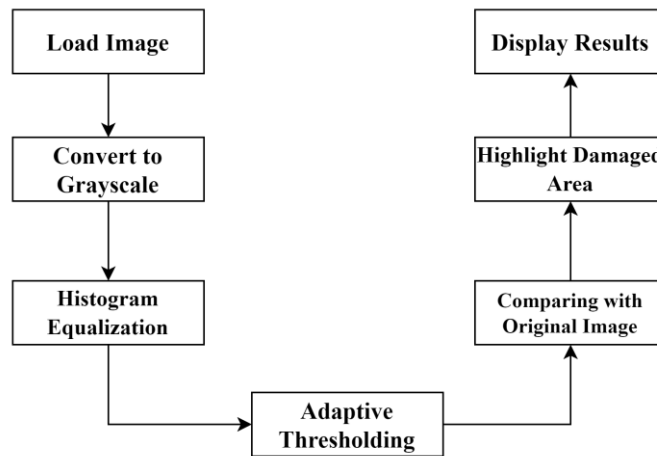 Load Image
Convert to
Grayscale
Histogram
Equalization
Adaptive
Thresholding
Comparing with
Original Image
Highlight Damaged
Area
Display Results